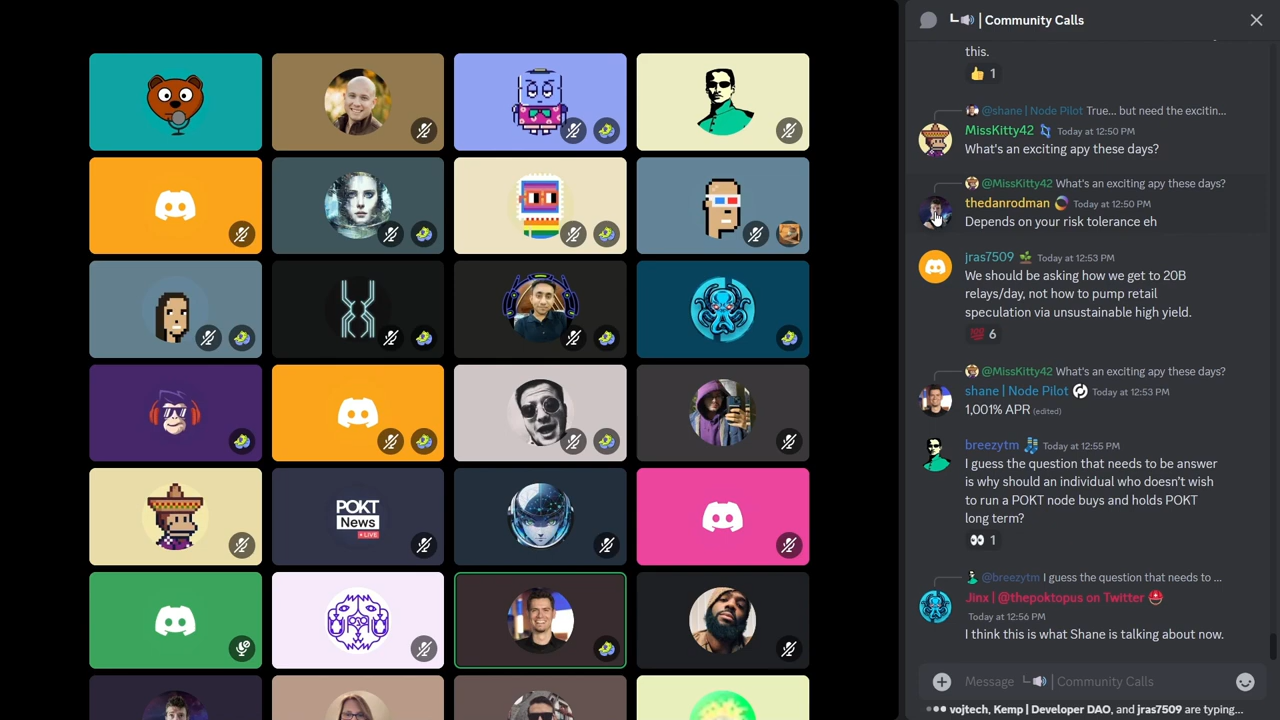 Community Calls
this.
1
@shane | Node Pilot True... but need the excitin...
MissKitty42 Today at 12:50 PM
What's an exciting apy these days?
@MissKitty42 What's an exciting apy these days?
thedanrodman Today at 12:50 PM
Depends on your risk tolerance eh
jras7509 Today at 12:53 PM
We should be asking how we get to 20B
relays/day, not how to pump retail
speculation via unsustainable high yield.
6
@MissKitty42 What's an exciting apy these days?
shane | Node Pilot Today at 12:53 PM
1,001% APR (edited)
breezytm Today at 12:55 PM
I guess the question that needs to be answer
is why should an individual who doesn't wish
to run a POKT node buys and holds POKT
long term?
1
@breezytm I guess the question that needs to ...
Jinx | @thepoktopus on Twitter
Today at 12:56 PM
I think this is what Shane is talking about now.
Message Community Calls
vojtech, Kemp | Developer DAO, and jras7509 are typing...
POKT
News
LIVE